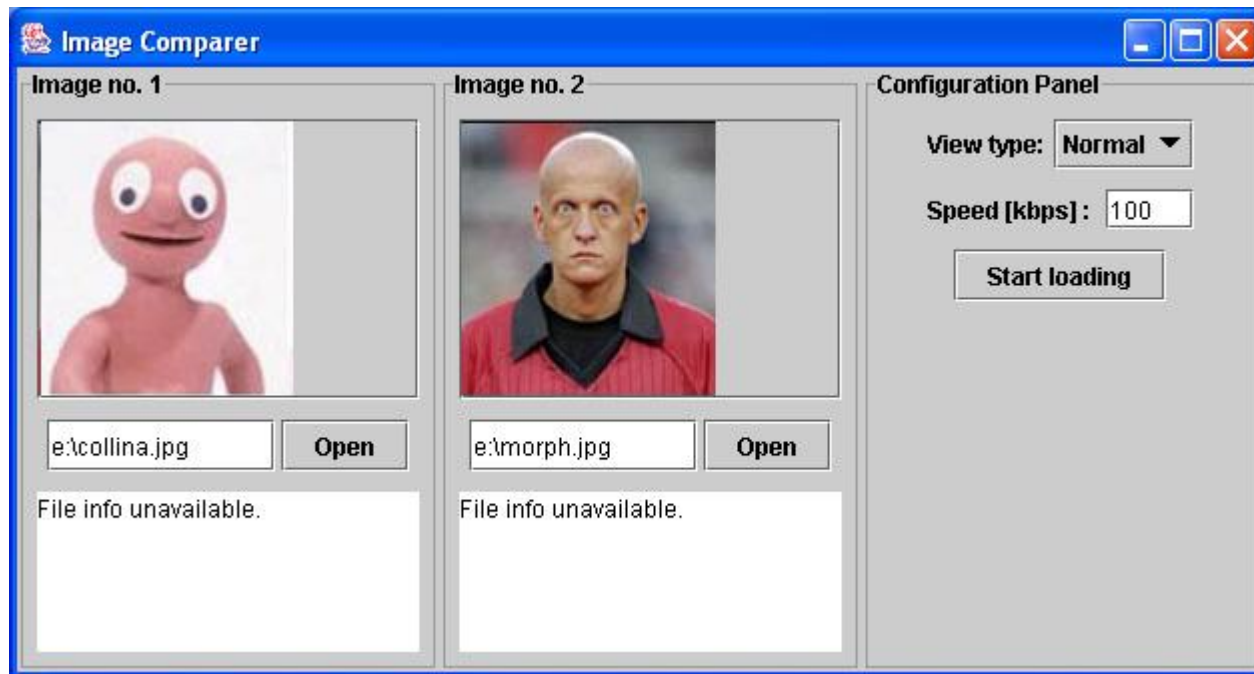 Image Comparer
Image no. 1
Image no. 2
Configuration Panel
View type: Normal
Speed [kbps] : 100
Start loading
e:\collina.jpg Open
e:\morph.jpg Open
File info unavailable.
File info unavailable.